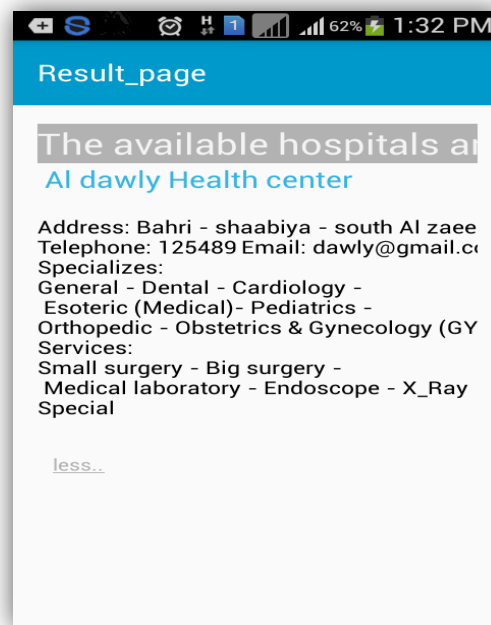 H 1 62% 1:32 PM
Result_page
The available hospitals
Al dawly Health center
Address: Bahri - shaabiya - south Al zaee
Telephone: 125489 Email: dawly@gmail.co
Specializes:
General - Dental - Cardiology -
Esoteric (Medical)- Pediatrics -
Orthopedic - Obstetrics & Gynecology (GY
Services:
Small surgery - Big surgery -
Medical laboratory - Endoscope - X_Ray
Special
less..